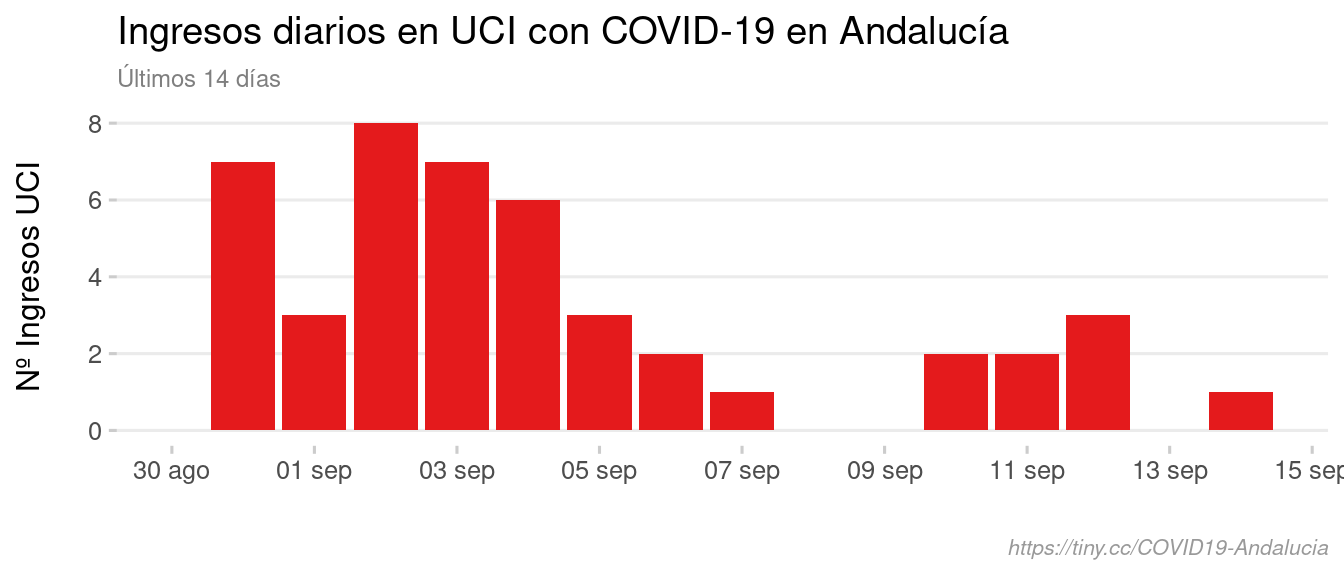 Ingresos diarios en UCI con COVID-19 en Andalucía
Últimos 14 días
Nº Ingresos UCI
8
6
4
2
0
30 ago 01 sep 03 sep 05 sep 07 sep 09 sep 11 sep 13 sep 15 sep
https://tiny.cc/COVID19-Andalucia